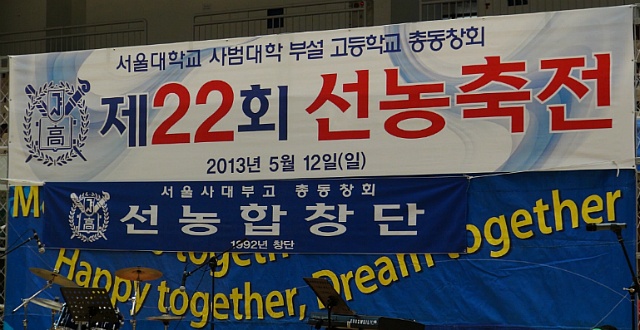 서울대학교 사범대학 부설 고등학교 총동창회
제22회 선농축전
2013년 5월 12일(일)
高
서울사대부고 총동창회
선농합창단
1992년 창단
together
together
Happy together, Dream together